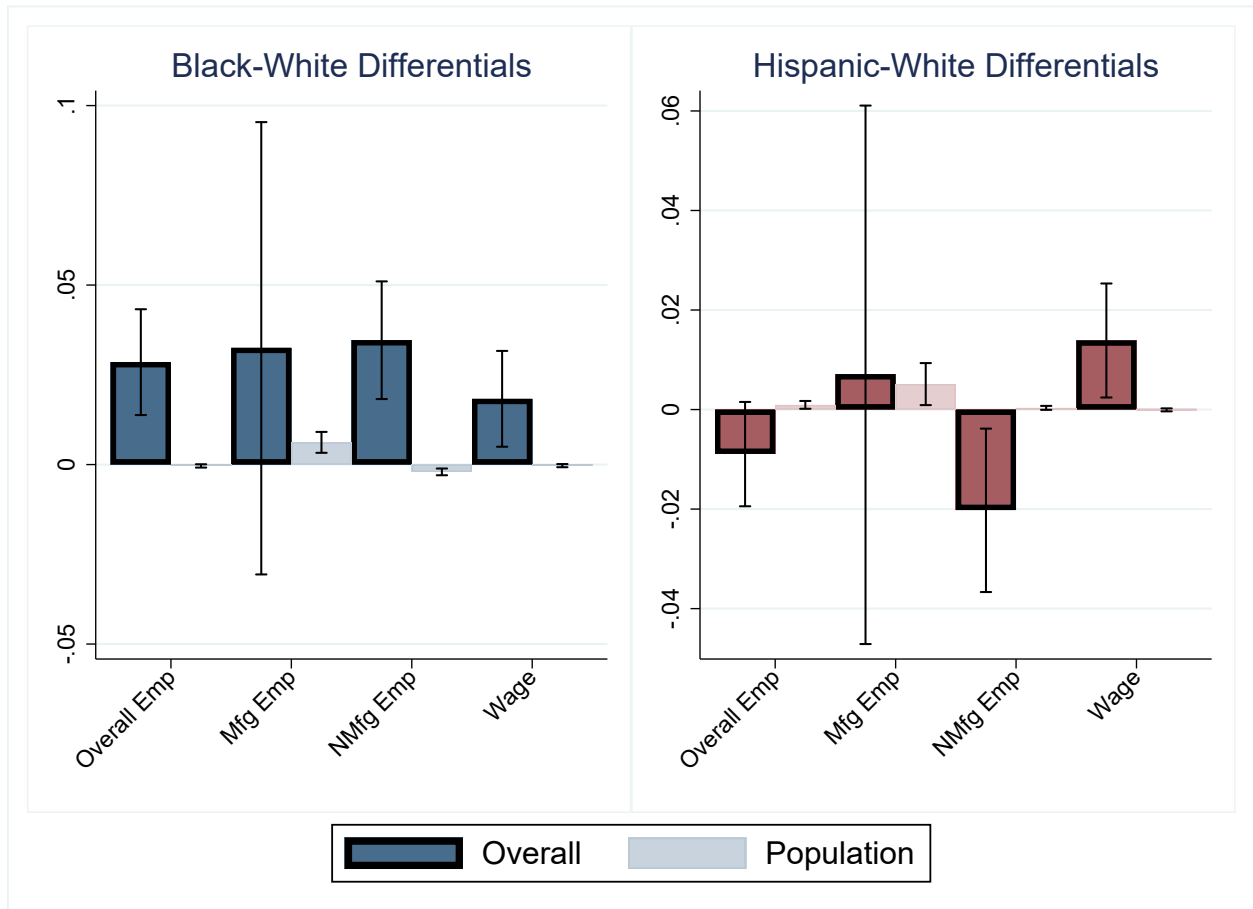 Black-White Differentials
.1
.05
0
-.05
Overall Emp
Mfg Emp
NMfg Emp
Wage
Hispanic-White Differentials
.06
.04
.02
0
-.02
-.04
Overall Emp
Mfg Emp
NMfg Emp
Wage
Overall
Population